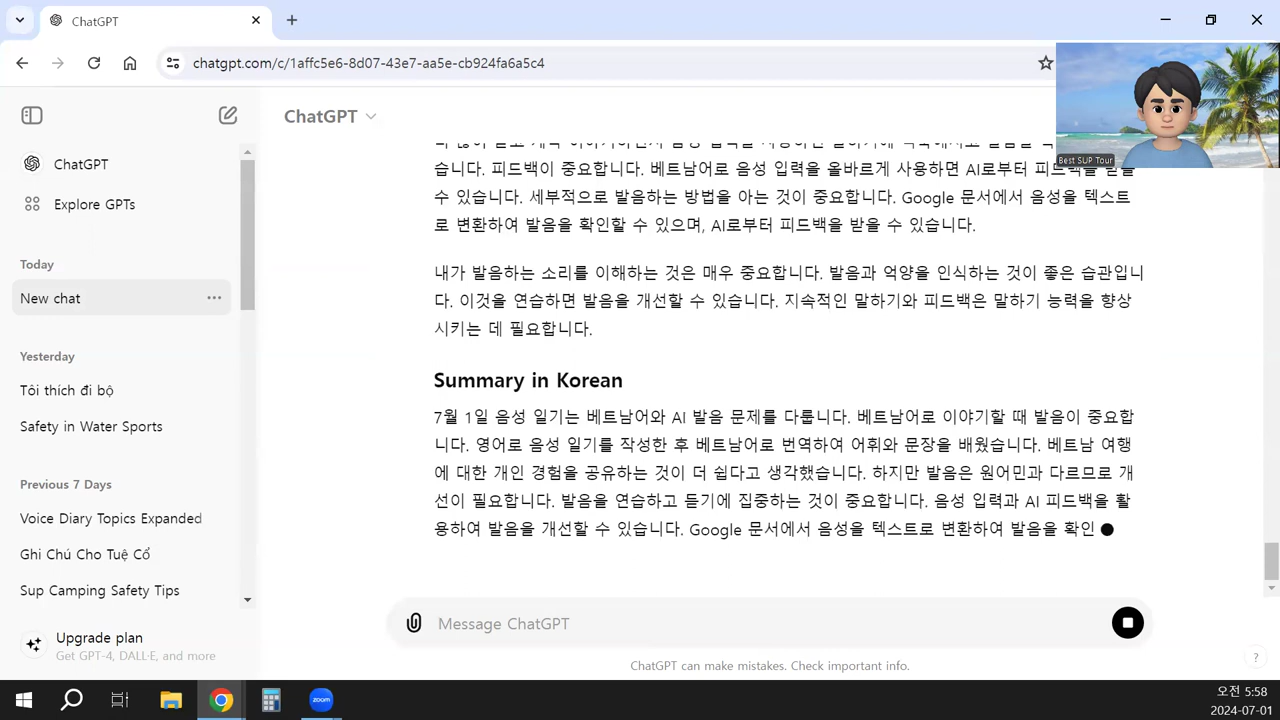 ChatGPT
chatgpt.com/c/1affc5e6-8d07-43e7-aa5e-cb924fa6a5c4
Best SUP Tour
ChatGPT
ChatGPT
Explore GPTs
Today
New chat
Yesterday
Tôi thích đi bộ
Safety in Water Sports
Previous 7 Days
Voice Diary Topics Expanded
Ghi Chú Cho Tuệ Cổ
Sup Camping Safety Tips
Upgrade plan
Get GPT-4, DALL·E, and more
습니다. 피드백이 중요합니다. 베트남어로 음성 입력을 올바르게 사용하면 AI로부터 피드백을 받을
수 있습니다. 세부적으로 발음하는 방법을 아는 것이 중요합니다. Google 문서에서 음성을 텍스트
로 변환하여 발음을 확인할 수 있으며, AI로부터 피드백을 받을 수 있습니다.
내가 발음하는 소리를 이해하는 것은 매우 중요합니다. 발음과 억양을 인식하는 것이 좋은 습관입니
다. 이것을 연습하면 발음을 개선할 수 있습니다. 지속적인 말하기와 피드백은 말하기 능력을 향상
시키는 데 필요합니다.
Summary in Korean
7월 1일 음성 일기는 베트남어와 AI 발음 문제를 다룹니다. 베트남어로 이야기할 때 발음이 중요합
니다. 영어로 음성 일기를 작성한 후 베트남어로 번역하여 어휘와 문장을 배웠습니다. 베트남 여행
에 대한 개인 경험을 공유하는 것이 더 쉽다고 생각했습니다. 하지만 발음은 원어민과 다르므로 개
선이 필요합니다. 발음을 연습하고 듣기에 집중하는 것이 중요합니다. 음성 입력과 AI 피드백을 활
용하여 발음을 개선할 수 있습니다. Google 문서에서 음성을 텍스트로 변환하여 발음을 확인
Message ChatGPT
ChatGPT can make mistakes. Check important info.
?
zoom
오전 5:58
2024-07-01